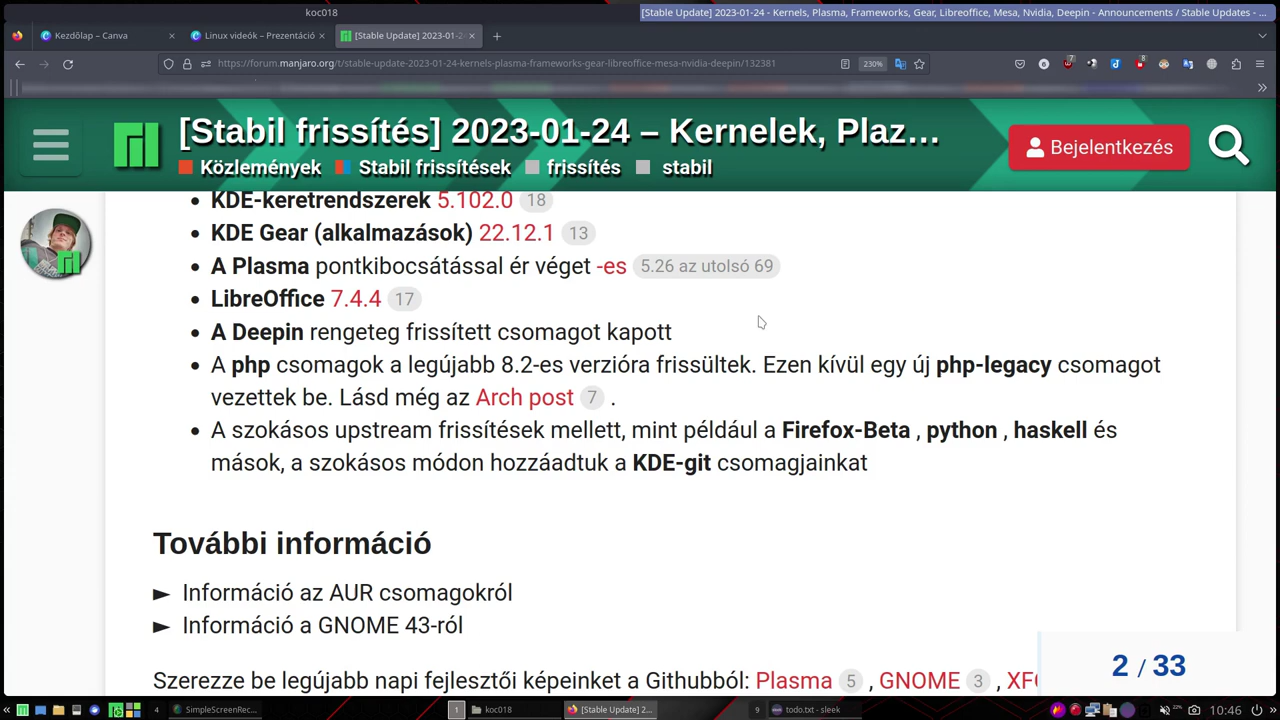 koc018
[Stable Update] 2023-01-24 - Kernels, Plasma, Frameworks, Gear, Libreoffice, Mesa, Nvidia, Deepin - Announcements / Stable Updates - ...
Kezdőlap – Canva
Linux videók – Prezentáció
[Stable Update] 2023-01-2
https://forum.manjaro.org/t/stable-update-2023-01-24-kernels-plasma-frameworks-gear-libreoffice-mesa-nvidia-deepin/132381
230%
7
8
[Stabil frissítés] 2023-01-24 – Kernelek, Plaz…
Közlemények Stabil frissítések frissítés stabil
Bejelentkezés
KDE-keretrendszerek 5.102.0 18
KDE Gear (alkalmazások) 22.12.1 13
A Plasma pontkibocsátással ér véget -es 5.26 az utolsó 69
LibreOffice 7.4.4 17
A Deepin rengeteg frissített csomagot kapott
A php csomagok a legújabb 8.2-es verzióra frissültek. Ezen kívül egy új php-legacy csomagot
vezettek be. Lásd még az Arch post 7 .
A szokásos upstream frissítések mellett, mint például a Firefox-Beta , python , haskell és
mások, a szokásos módon hozzáadtuk a KDE-git csomagjainkat
További információ
► Információ az AUR csomagokról
► Információ a GNOME 43-ról
2 / 33
Szerezze be legújabb napi fejlesztői képeinket a Githubból: Plasma 5 , GNOME 3 , XF
4
SimpleScreenRec...
1
koc018
[Stable Update] 2...
9
todo.txt - sleek
22%
10:46